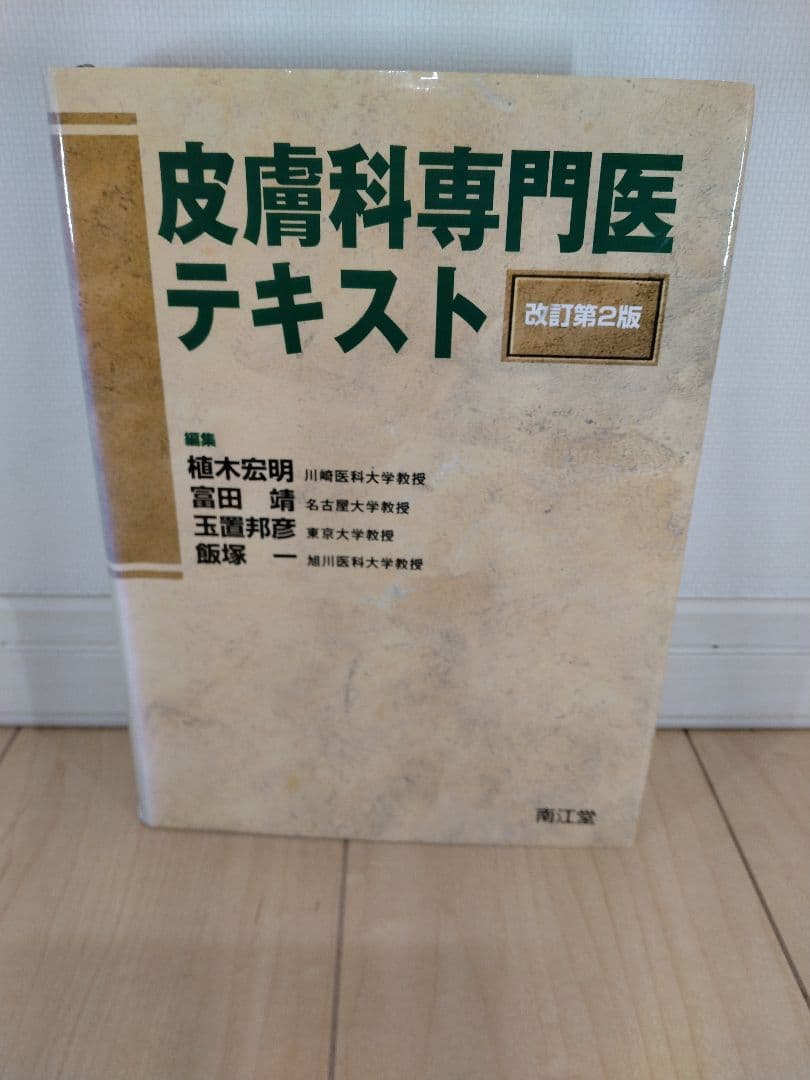 皮膚科専門医
テキスト 改訂第2版
編集
植木宏明 川崎医科大学教授
富田 靖 名古屋大学教授
玉置邦彦 東京大学教授
飯塚 一 旭川医科大学教授
南江堂